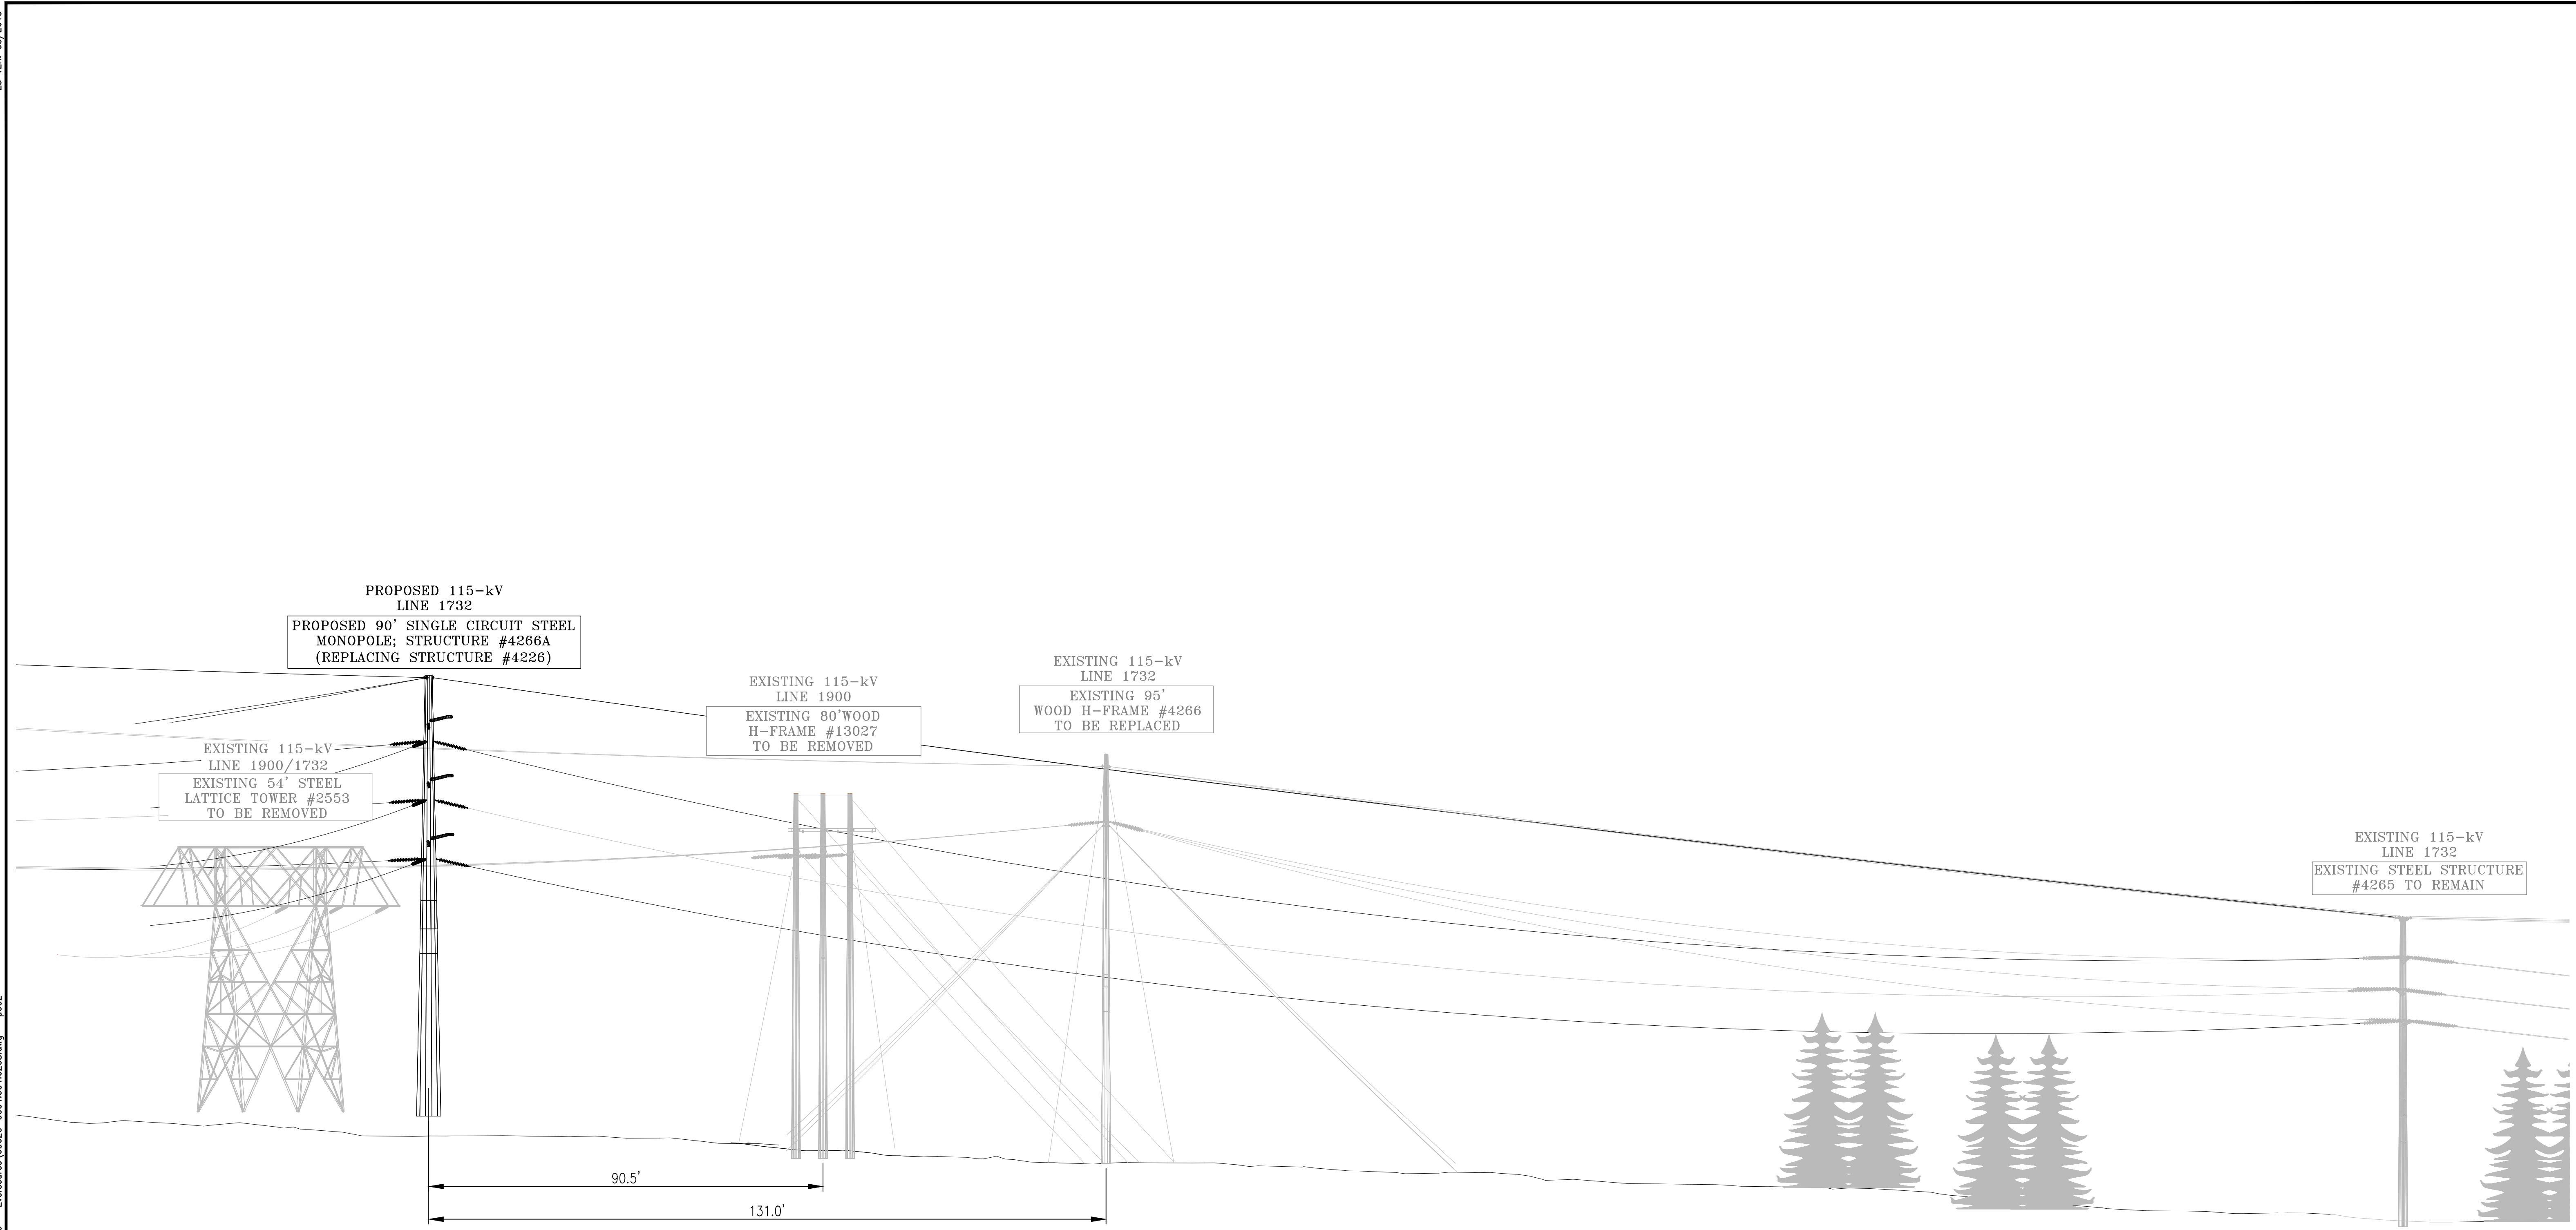 PROPOSED 115-kV
LINE 1732
PROPOSED 90' SINGLE CIRCUIT STEEL
MONOPOLE; STRUCTURE #4266A
(REPLACING STRUCTURE #4226)
EXISTING 115-kV
LINE 1900/1732
EXISTING 54' STEEL
LATTICE TOWER #2553
TO BE REMOVED
EXISTING 115-kV
LINE 1900
EXISTING 80'WOOD
H-FRAME #13027
TO BE REMOVED
EXISTING 115-kV
LINE 1732
EXISTING 95'
WOOD H-FRAME #4266
TO BE REPLACED
EXISTING 115-kV
LINE 1732
EXISTING STEEL STRUCTURE
#4265 TO REMAIN
90.5'
131.0'